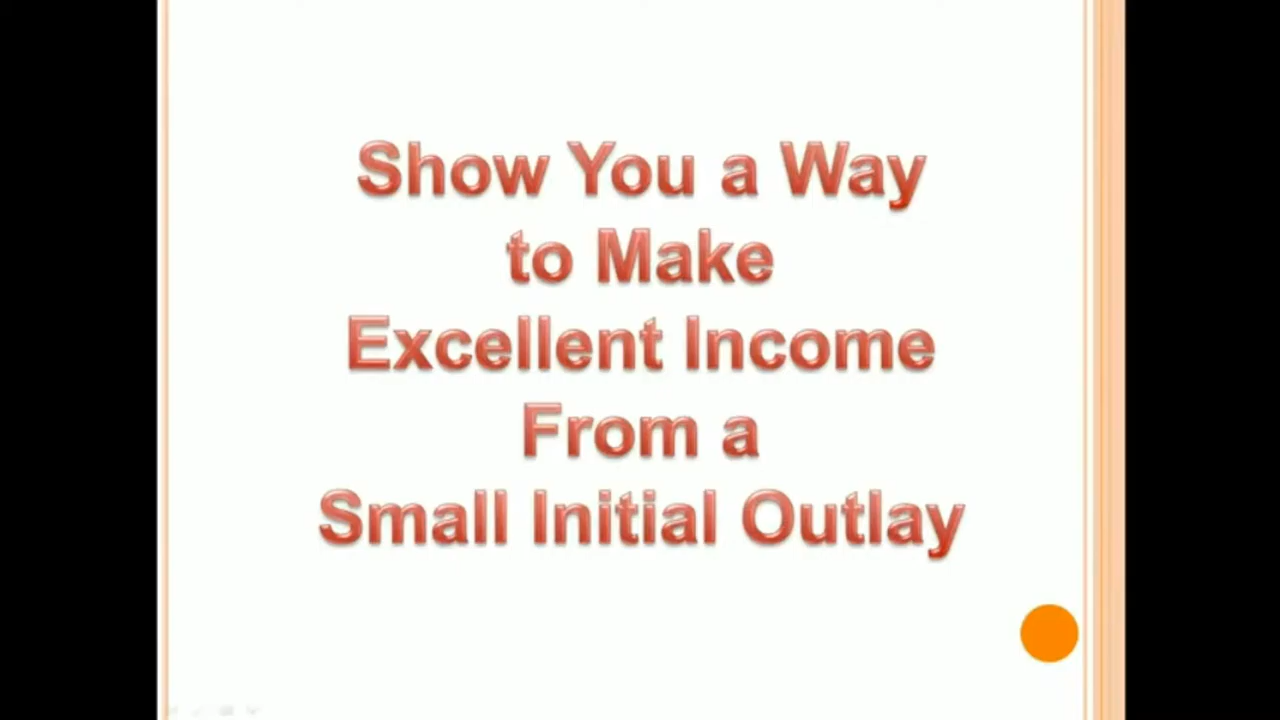 Show You a Way
to Make
Excellent Income
From a
Small Initial Outlay